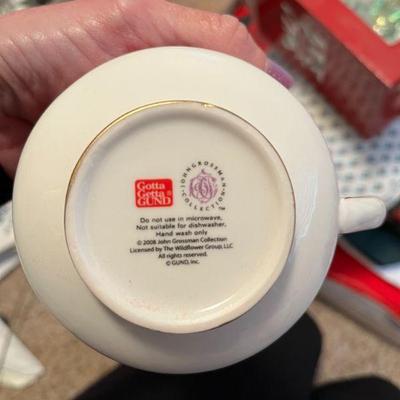 Gotta
Getta®
GUND
JOHN GROSSMAN
COLLECTION™
Do not use in microwave,
Not suitable for dishwasher,
Hand wash only
© 2008 John Grossman Collection
Licensed by The Wildflower Group, LLC
All rights reserved.
© GUND, Inc.